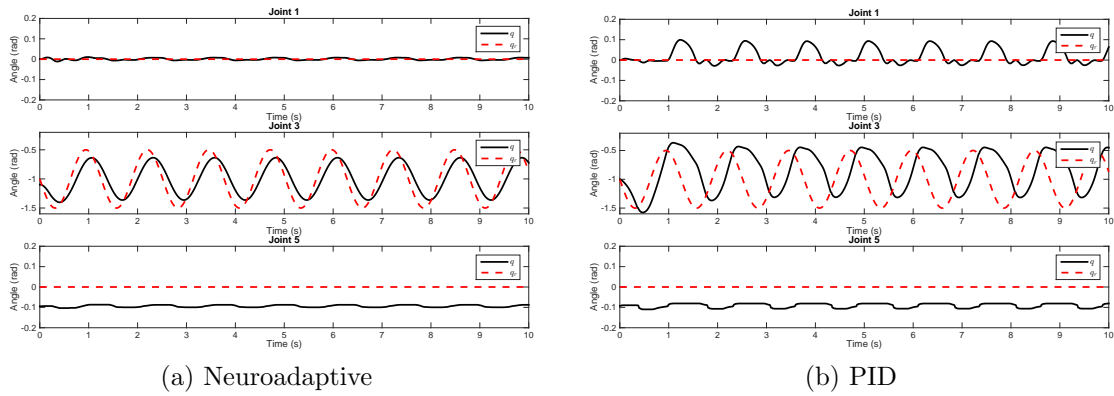 Joint 1
Angle (rad)
0.2
0.1
0
-0.1
-0.2
q
q_r
0 1 2 3 4 5 6 7 8 9 10
Time (s)
Joint 3
Angle (rad)
-0.5
-1
-1.5
q
q_r
0 1 2 3 4 5 6 7 8 9 10
Time (s)
Joint 5
Angle (rad)
0.2
0.1
0
-0.1
-0.2
q
q_r
0 1 2 3 4 5 6 7 8 9 10
Time (s)
(a) Neuroadaptive
Joint 1
Angle (rad)
0.2
0.1
0
-0.1
-0.2
q
q_r
0 1 2 3 4 5 6 7 8 9 10
Time (s)
Joint 3
Angle (rad)
-0.5
-1
-1.5
q
q_r
0 1 2 3 4 5 6 7 8 9 10
Time (s)
Joint 5
Angle (rad)
0.2
0.1
0
-0.1
-0.2
q
q_r
0 1 2 3 4 5 6 7 8 9 10
Time (s)
(b) PID